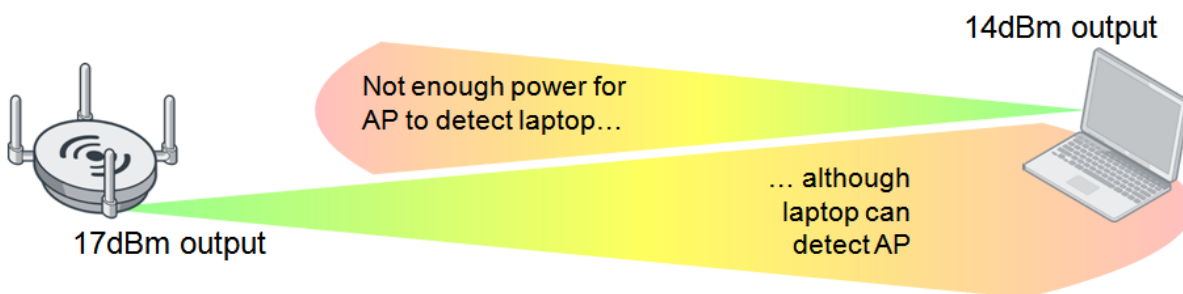 14dBm output
Not enough power for
AP to detect laptop…
… although
laptop can
detect AP
17dBm output